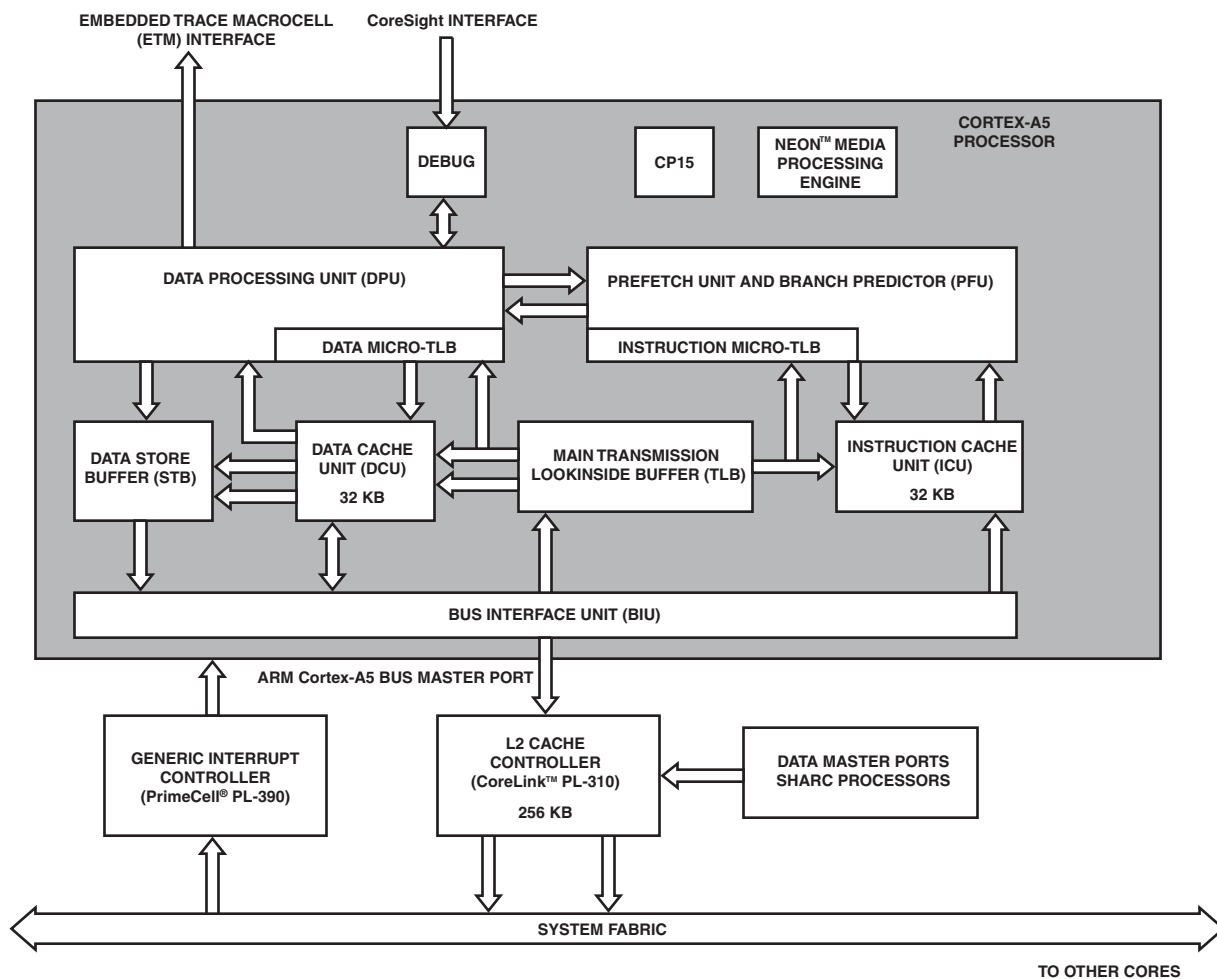 EMBEDDED TRACE MACROCELL
(ETM) INTERFACE
CoreSight INTERFACE
CORTEX-A5
PROCESSOR
DEBUG
CP15
NEON™ MEDIA
PROCESSING
ENGINE
DATA PROCESSING UNIT (DPU)
PREFETCH UNIT AND BRANCH PREDICTOR (PFU)
DATA MICRO-TLB
INSTRUCTION MICRO-TLB
DATA STORE
BUFFER (STB)
DATA CACHE
UNIT (DCU)
32 KB
MAIN TRANSMISSION
LOOKINSIDE BUFFER (TLB)
INSTRUCTION CACHE
UNIT (ICU)
32 KB
BUS INTERFACE UNIT (BIU)
ARM Cortex-A5 BUS MASTER PORT
GENERIC INTERRUPT
CONTROLLER
(PrimeCell® PL-390)
L2 CACHE
CONTROLLER
(CoreLink™ PL-310)
256 KB
DATA MASTER PORTS
SHARC PROCESSORS
SYSTEM FABRIC
TO OTHER CORES